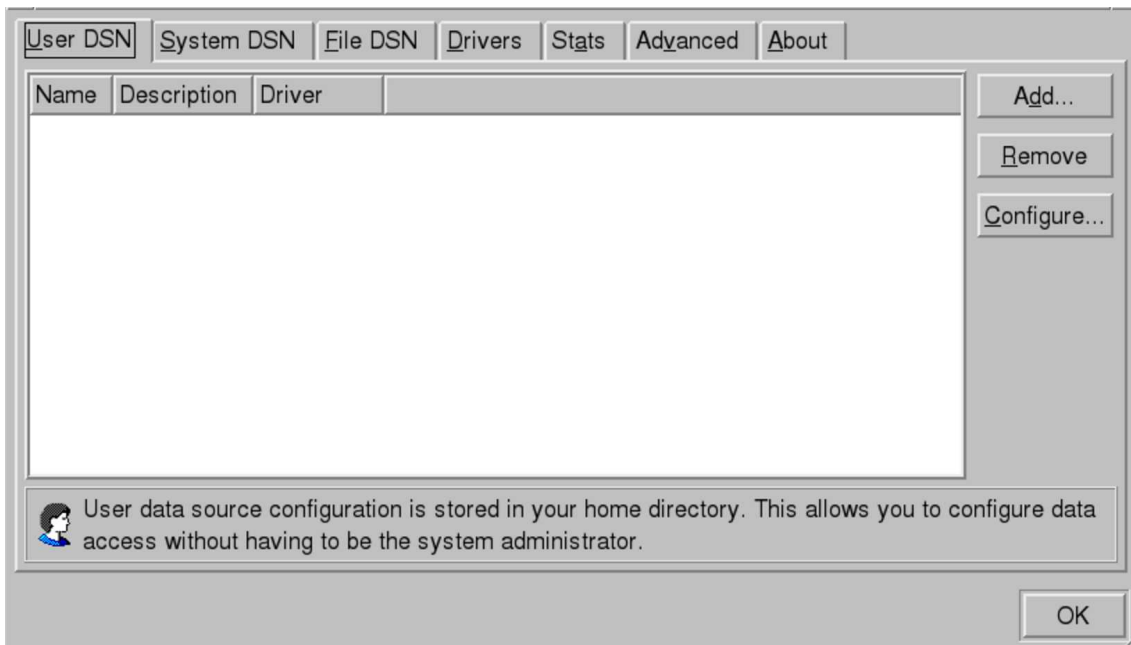 User DSN System DSN File DSN Drivers Stats Advanced About
Name Description Driver
Add...
Remove
Configure...
User data source configuration is stored in your home directory. This allows you to configure data
access without having to be the system administrator.
OK